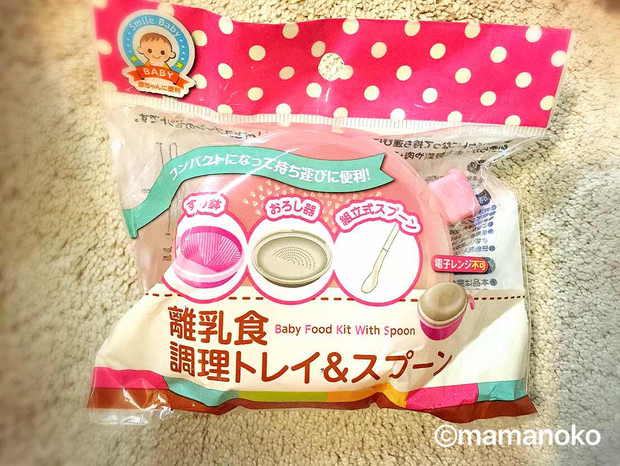 Smile Baby
BABY
赤ちゃんに便利
コンパクトになって持ち運びに便利!
すり鉢
おろし器
組立式スプーン
電子レンジ不可
離乳食
Baby Food Kit With Spoon
調理トレイ&スプーン
©mamanoko